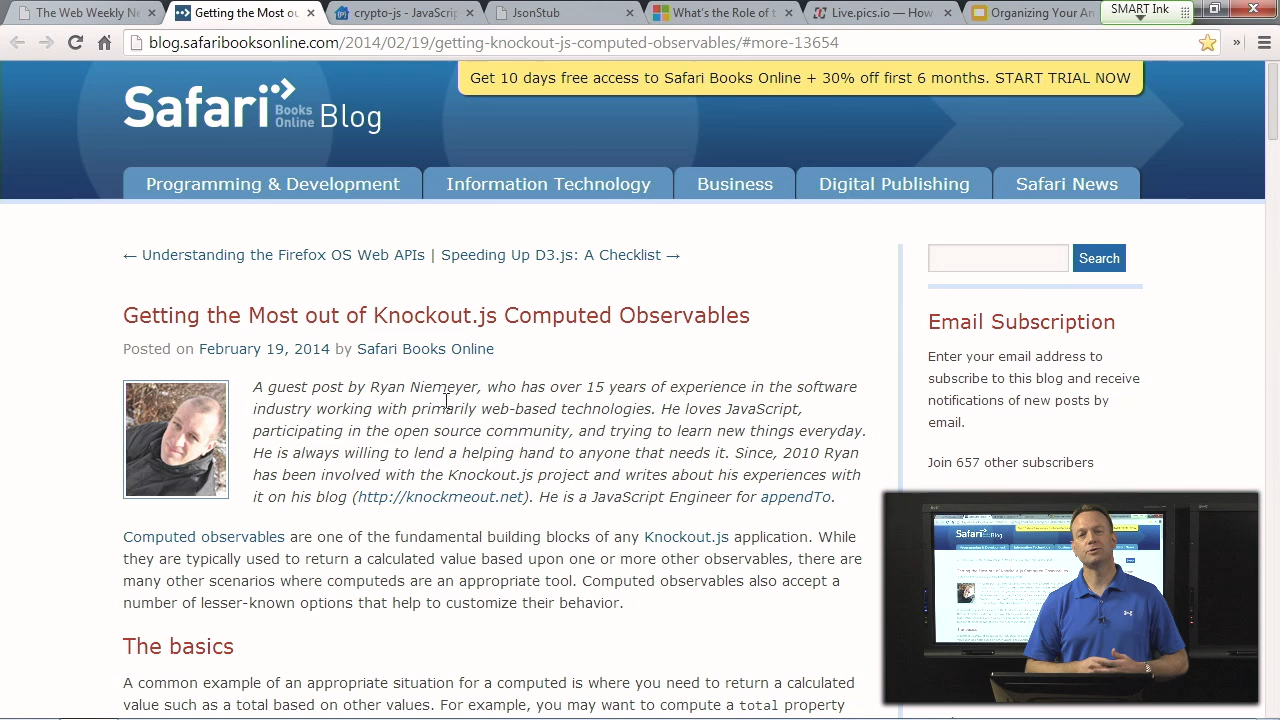 The Web Weekly Ne
Getting the Most ou
crypto-js - JavaScrip
JsonStub
What's the Role of t
Live.pics.io — How
Organizing Your An
SMART Ink
blog.safaribooksonline.com/2014/02/19/getting-knockout-js-computed-observables/#more-13654
Get 10 days free access to Safari Books Online + 30% off first 6 months. START TRIAL NOW
Safari Books Online Blog
Programming & Development
Information Technology
Business
Digital Publishing
Safari News
← Understanding the Firefox OS Web APIs | Speeding Up D3.js: A Checklist →
Search
Getting the Most out of Knockout.js Computed Observables
Posted on February 19, 2014 by Safari Books Online
A guest post by Ryan Niemeyer, who has over 15 years of experience in the software
industry working with primarily web-based technologies. He loves JavaScript,
participating in the open source community, and trying to learn new things everyday.
He is always willing to lend a helping hand to anyone that needs it. Since, 2010 Ryan
has been involved with the Knockout.js project and writes about his experiences with
it on his blog (http://knockmeout.net). He is a JavaScript Engineer for appendTo.
Computed observables are one of the fundamental building blocks of any Knockout.js application. While
they are typically used to return a calculated value based upon one or more other observables, there are
many other scenarios where computeds are an appropriate tool. Computed observables also accept a
number of lesser-known options that help to customize their behavior.
The basics
A common example of an appropriate situation for a computed is where you need to return a calculated
value such as a total based on other values. For example, you may want to compute a total property
Email Subscription
Enter your email address to
subscribe to this blog and receive
notifications of new posts by
email.
Join 657 other subscribers